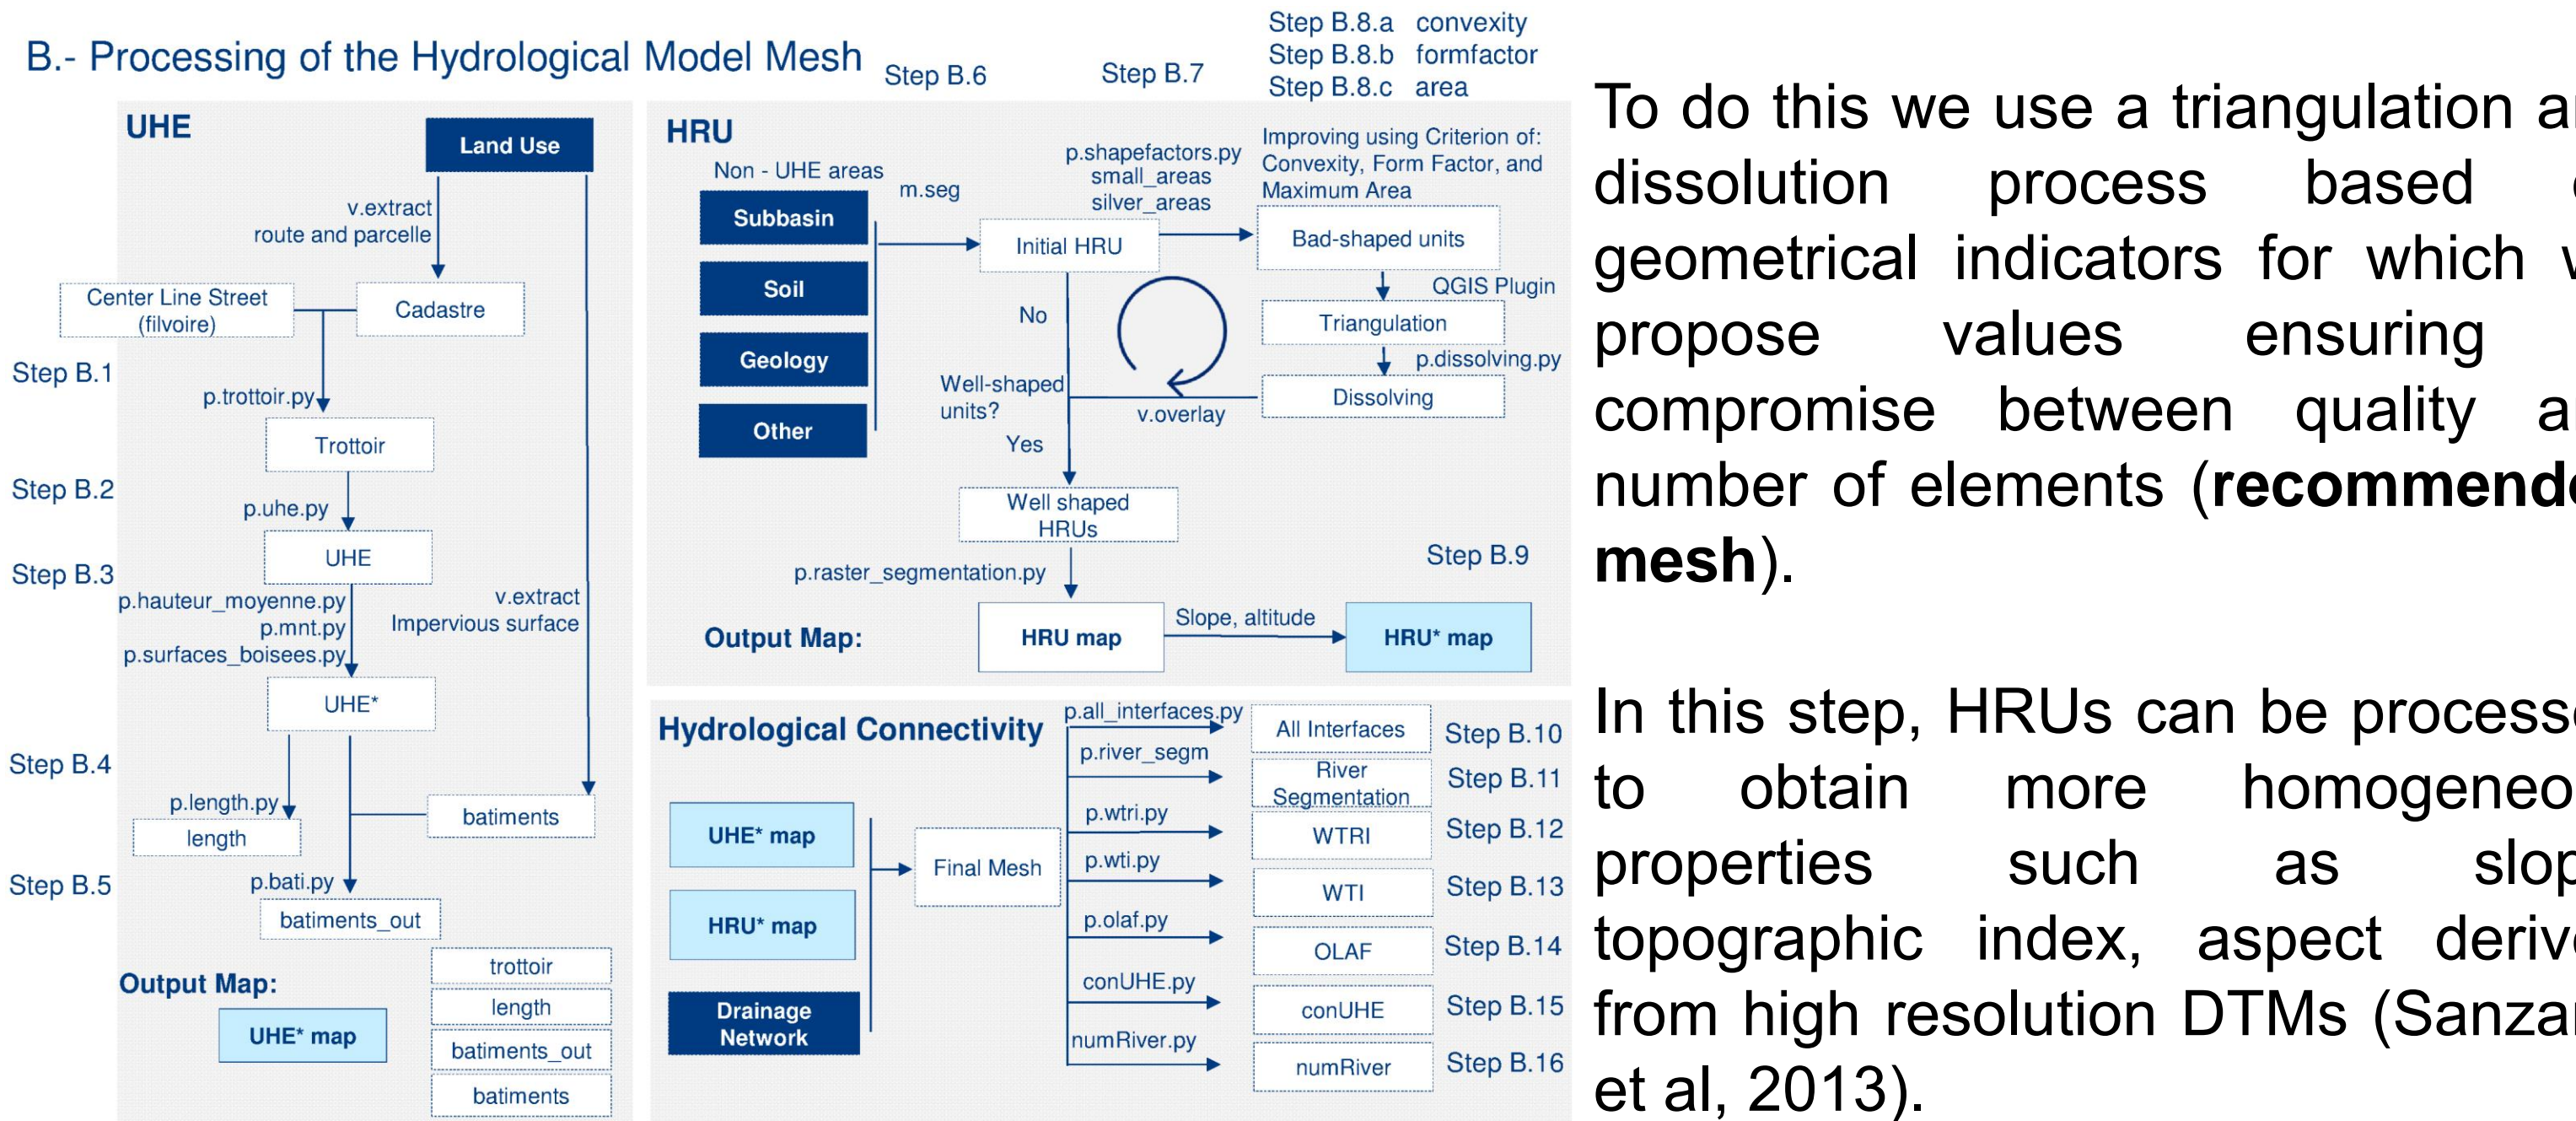 B.- Processing of the Hydrological Model Mesh
Step B.6
Step B.7
Step B.8.a convexity
Step B.8.b formfactor
Step B.8.c area
UHE
Land Use
v.extract
route and parcelle
Center Line Street
(filvoire)
Cadastre
Step B.1
p.trottoir.py
Trottoir
Step B.2
p.uhe.py
UHE
Step B.3
p.hauteur_moyenne.py
p.mnt.py
p.surfaces_boisees.py
v.extract
Impervious surface
UHE*
Step B.4
p.length.py
length
batiments
Step B.5
p.bati.py
batiments_out
Output Map:
UHE* map
trottoir
length
batiments_out
batiments
HRU
Non - UHE areas
Subbasin
Soil
Geology
Other
m.seg
Initial HRU
p.shapefactors.py
small_areas
silver_areas
Improving using Criterion of:
Convexity, Form Factor, and
Maximum Area
Bad-shaped units
QGIS Plugin
Triangulation
p.dissolving.py
Dissolving
v.overlay
No
Well-shaped
units?
Yes
Well shaped
HRUs
p.raster_segmentation.py
Step B.9
Output Map:
HRU map
Slope, altitude
HRU* map
Hydrological Connectivity
UHE* map
HRU* map
Drainage
Network
Final Mesh
p.all_interfaces.py
All Interfaces
Step B.10
p.river_segm
River
Segmentation
Step B.11
p.wtri.py
WTRI
Step B.12
p.wti.py
WTI
Step B.13
p.olaf.py
OLAF
Step B.14
conUHE.py
conUHE
Step B.15
numRiver.py
numRiver
Step B.16
To do this we use a triangulation
dissolution process based
geometrical indicators for which
propose values ensuring
compromise between quality
number of elements (recommende
mesh).
In this step, HRUs can be processe
to obtain more homogeneo
properties such as slop
topographic index, aspect derive
from high resolution DTMs (Sanza
et al, 2013).